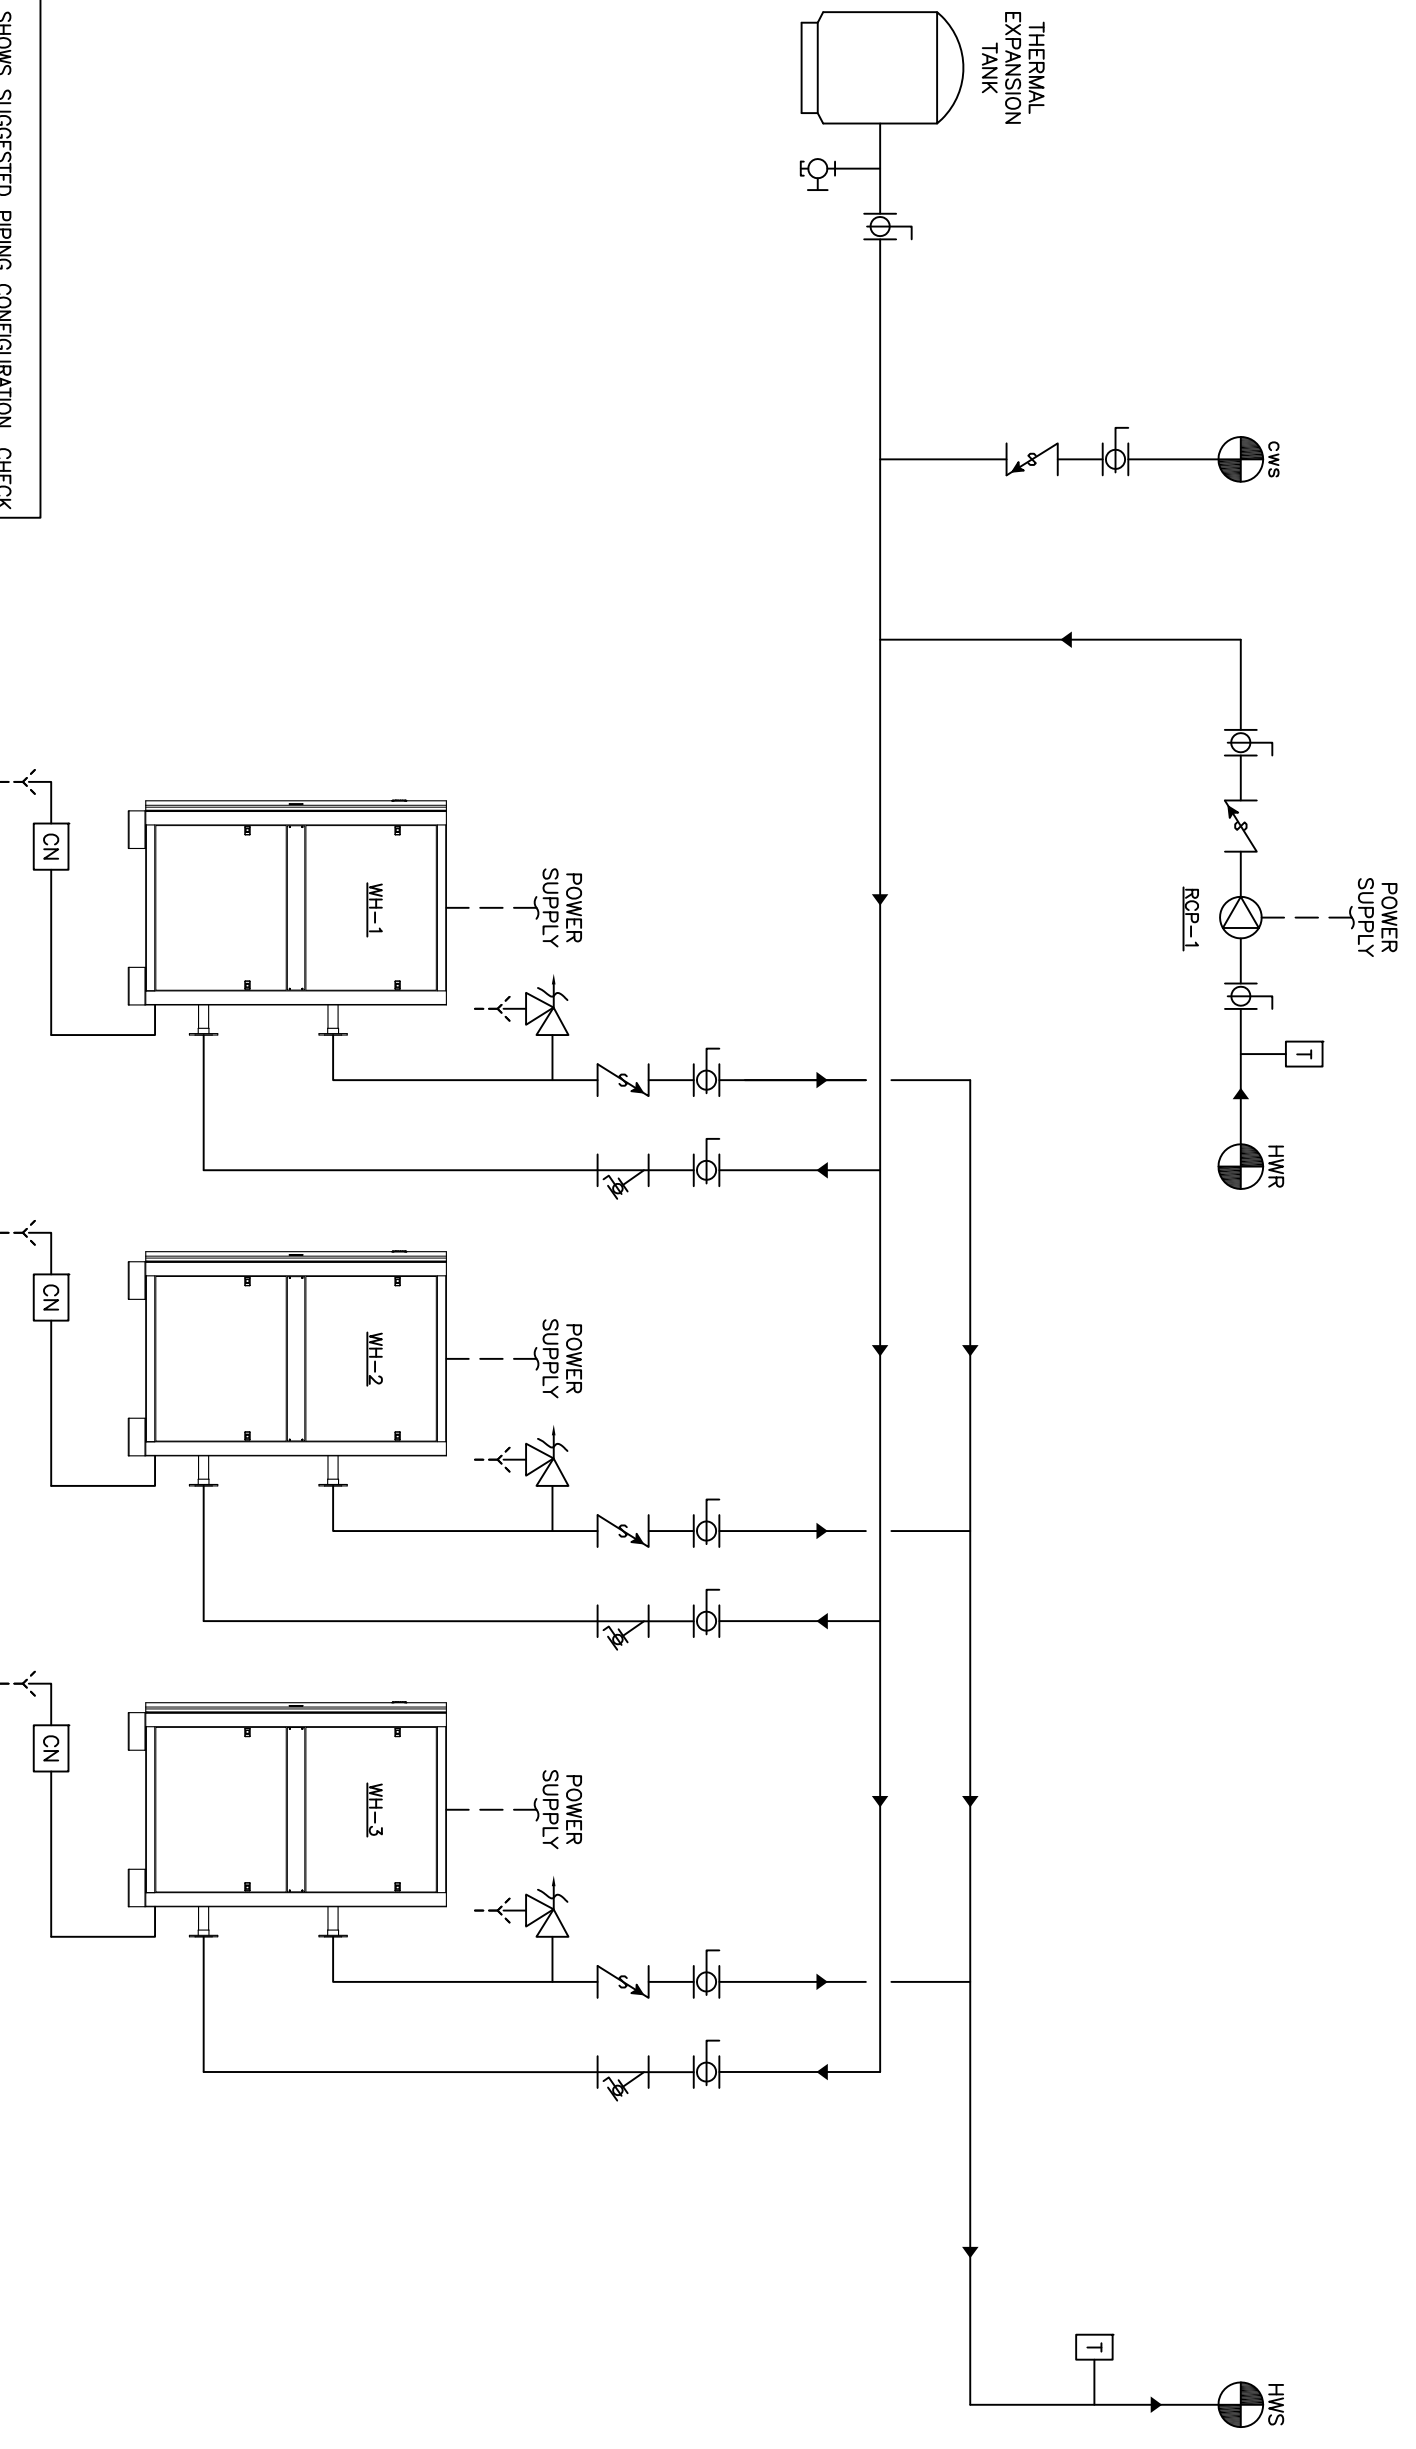 THERMAL
EXPANSION
TANK
CWS
POWER
SUPPLY
RCP-1
T
HWR
T
HWS
POWER
SUPPLY
WH-1
S
CN
POWER
SUPPLY
WH-2
S
CN
POWER
SUPPLY
WH-3
S
CN
SHOWS SUGGESTED PIPING CONFIGURATION CHECK